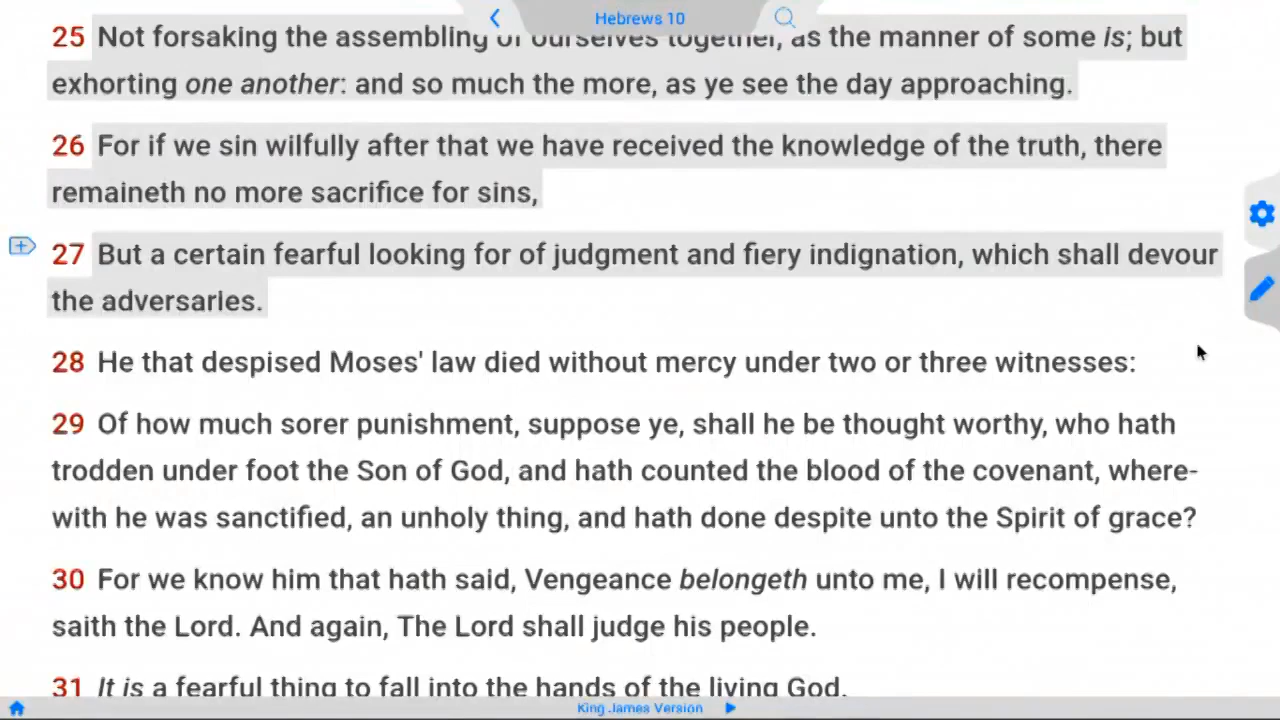 Hebrews 10
25 Not forsaking the assembling of ourselves together, as the manner of some is; but
exhorting one another: and so much the more, as ye see the day approaching.
26 For if we sin wilfully after that we have received the knowledge of the truth, there
remaineth no more sacrifice for sins,
27 But a certain fearful looking for of judgment and fiery indignation, which shall devour
the adversaries.
28 He that despised Moses' law died without mercy under two or three witnesses:
29 Of how much sorer punishment, suppose ye, shall he be thought worthy, who hath
trodden under foot the Son of God, and hath counted the blood of the covenant, where-
with he was sanctified, an unholy thing, and hath done despite unto the Spirit of grace?
30 For we know him that hath said, Vengeance belongeth unto me, I will recompense,
saith the Lord. And again, The Lord shall judge his people.
31 It is a fearful thing to fall into the hands of the living God.
King James Version